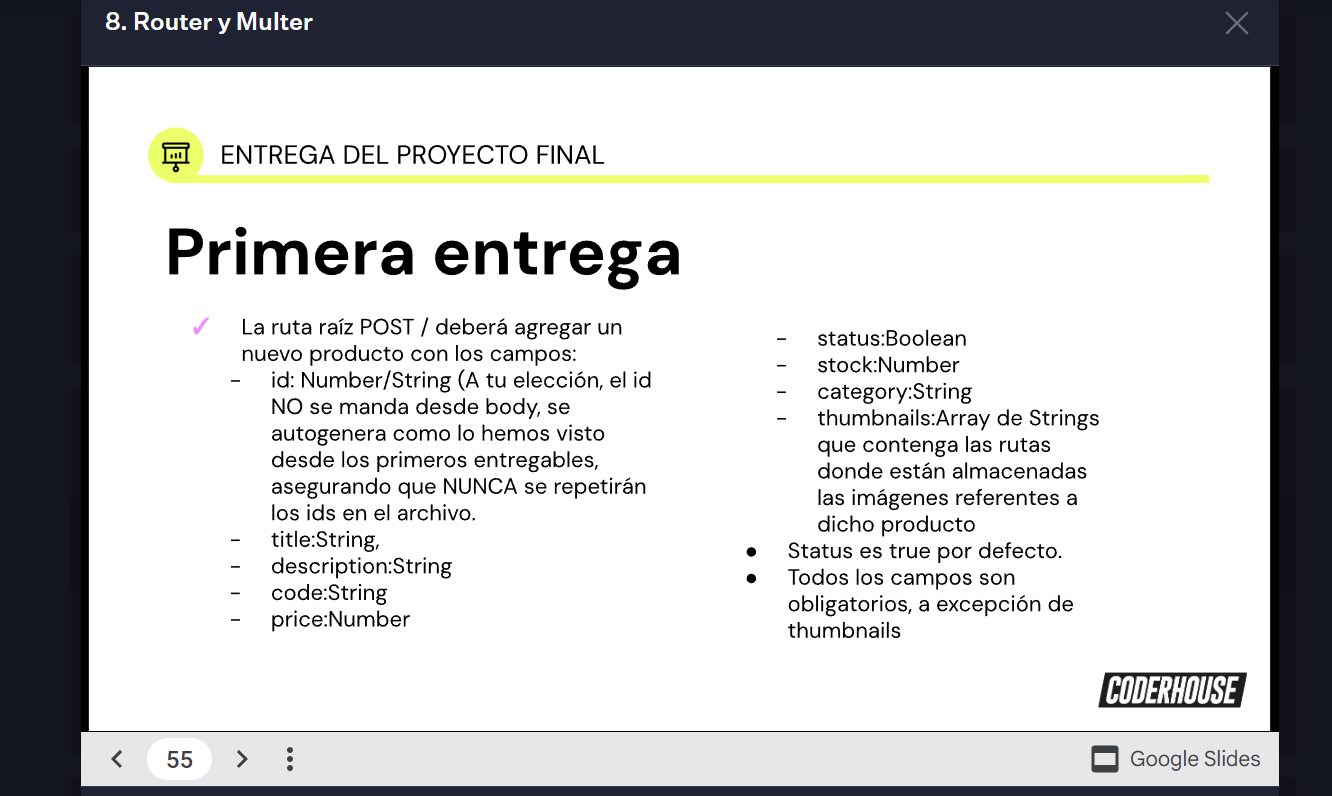 8. Router y Multer
ENTREGA DEL PROYECTO FINAL
Primera entrega
✓ La ruta raíz POST / deberá agregar un
nuevo producto con los campos:
- id: Number/String (A tu elección, el id
NO se manda desde body, se
autogenera como lo hemos visto
desde los primeros entregables,
asegurando que NUNCA se repetirán
los ids en el archivo.
- title:String,
- description:String
- code:String
- price:Number
- status:Boolean
- stock:Number
- category:String
- thumbnails:Array de Strings
que contenga las rutas
donde están almacenadas
las imágenes referentes a
dicho producto
● Status es true por defecto.
● Todos los campos son
obligatorios, a excepción de
thumbnails
CODERHOUSE
55
Google Slides